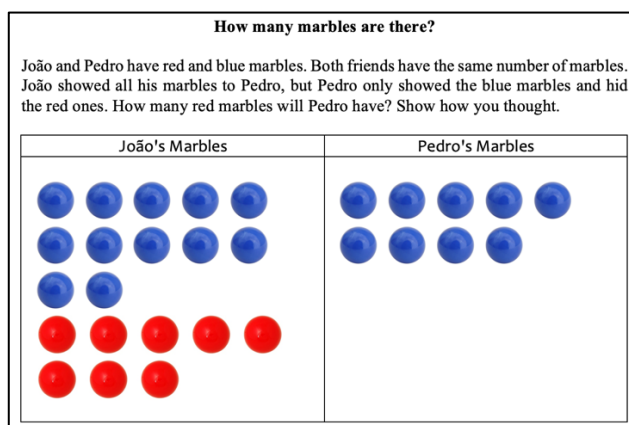 How many marbles are there?
João and Pedro have red and blue marbles. Both friends have the same number of marbles.
João showed all his marbles to Pedro, but Pedro only showed the blue marbles and hid
the red ones. How many red marbles will Pedro have? Show how you thought.
João's Marbles
Pedro's Marbles